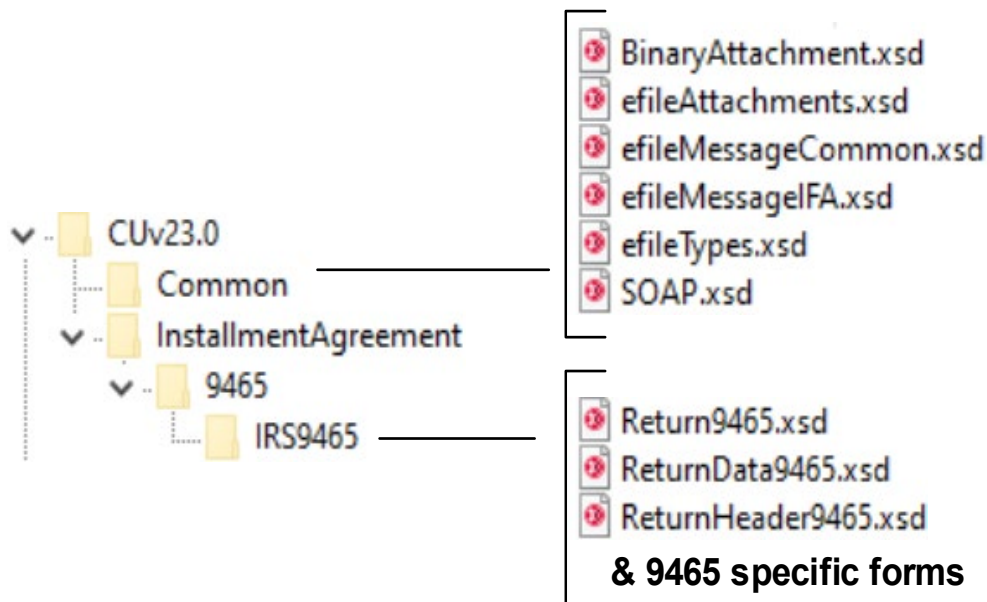 CUv23.0
Common
InstallmentAgreement
9465
IRS9465
BinaryAttachment.xsd
efileAttachments.xsd
efileMessageCommon.xsd
efileMessageIFA.xsd
efileTypes.xsd
SOAP.xsd
Return9465.xsd
ReturnData9465.xsd
ReturnHeader9465.xsd
& 9465 specific forms